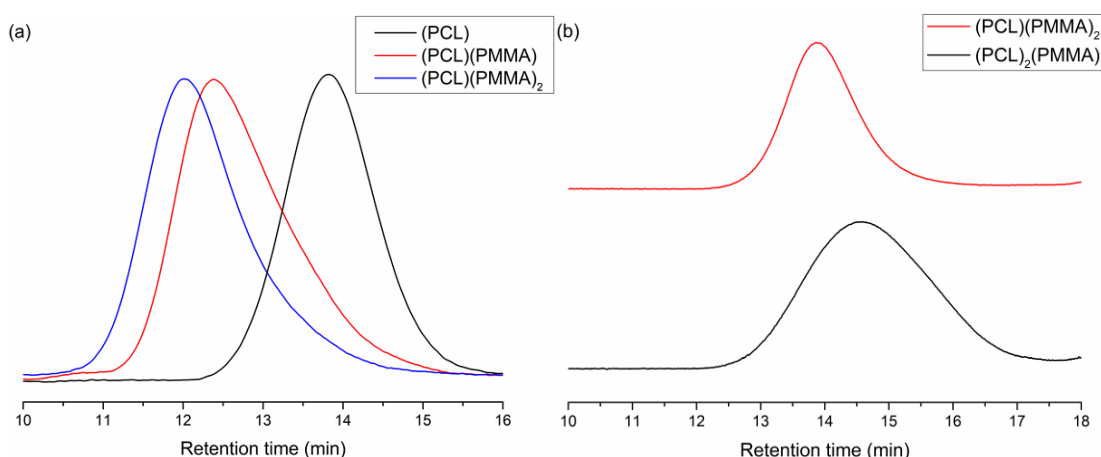 (a)
(PCL)
(PCL)(PMMA)
(PCL)(PMMA)₂
10 11 12 13 14 15 16
Retention time (min)
(b)
(PCL)(PMMA)₂
(PCL)₂(PMMA)
10 11 12 13 14 15 16 17 18
Retention time (min)